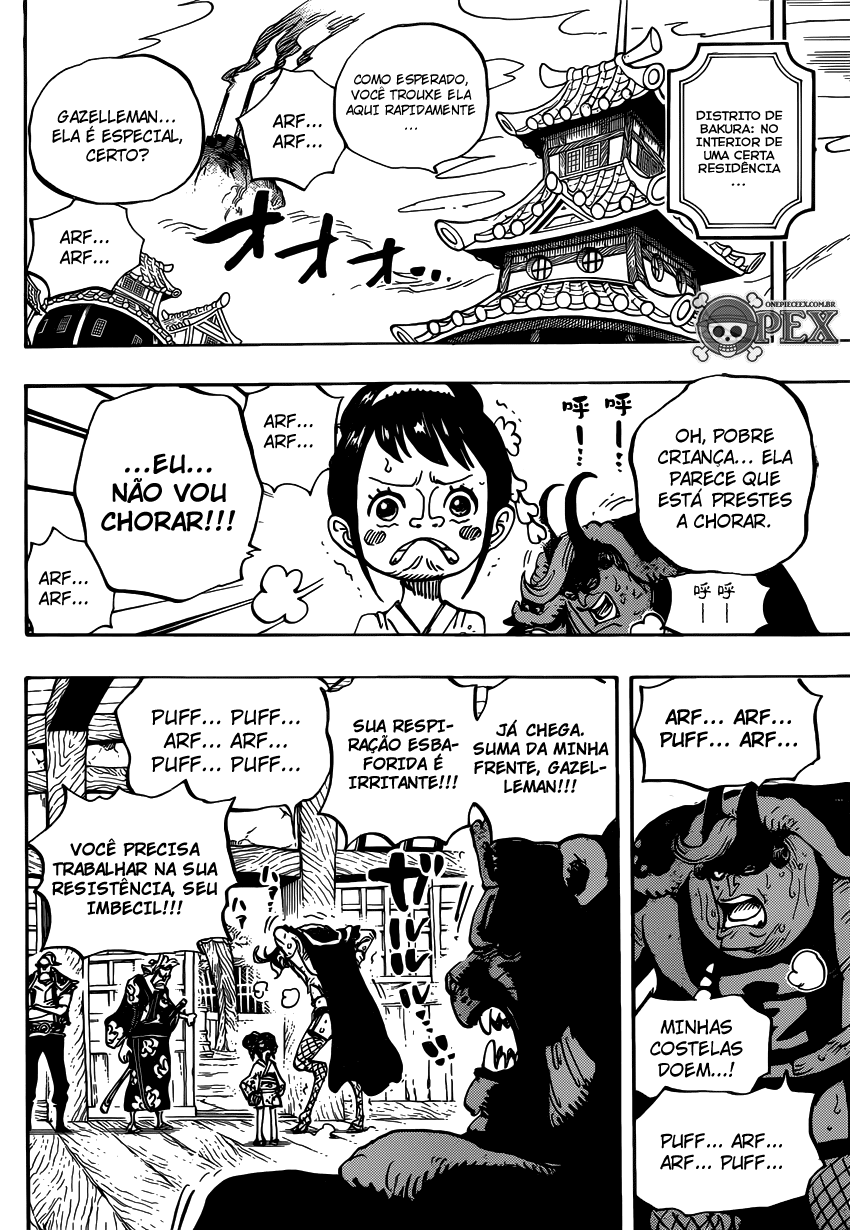 DISTRITO DE
BAKURA: NO
INTERIOR DE
UMA CERTA
RESIDÊNCIA
...
COMO ESPERADO,
VOCÊ TROUXE ELA
AQUI RAPIDAMENTE
...
ARF...
ARF...
GAZELLEMAN...
ELA É ESPECIAL,
CERTO?
ARF...
ARF...
オオオ...
ONEPIECEEX.COM.BR
OPEX
OH, POBRE
CRIANÇA... ELA
PARECE QUE
ESTÁ PRESTES
A CHORAR.
呼ー
呼ー
呼ー
呼ー
ARF...
ARF...
...EU...
NÃO VOU
CHORAR!!!
ARF...
ARF...
ARF... ARF...
PUFF... ARF...
MINHAS
COSTELAS
DOEM...!
PUFF... ARF...
ARF... PUFF...
JÁ CHEGA.
SUMA DA MINHA
FRENTE, GAZEL-
LEMAN!!!
SUA RESPI-
RAÇÃO ESBA-
FORIDA É
IRRITANTE!!!
PUFF... PUFF...
ARF... ARF...
PUFF... PUFF...
VOCÊ PRECISA
TRABALHAR NA SUA
RESISTÊNCIA, SEU
IMBECIL!!!